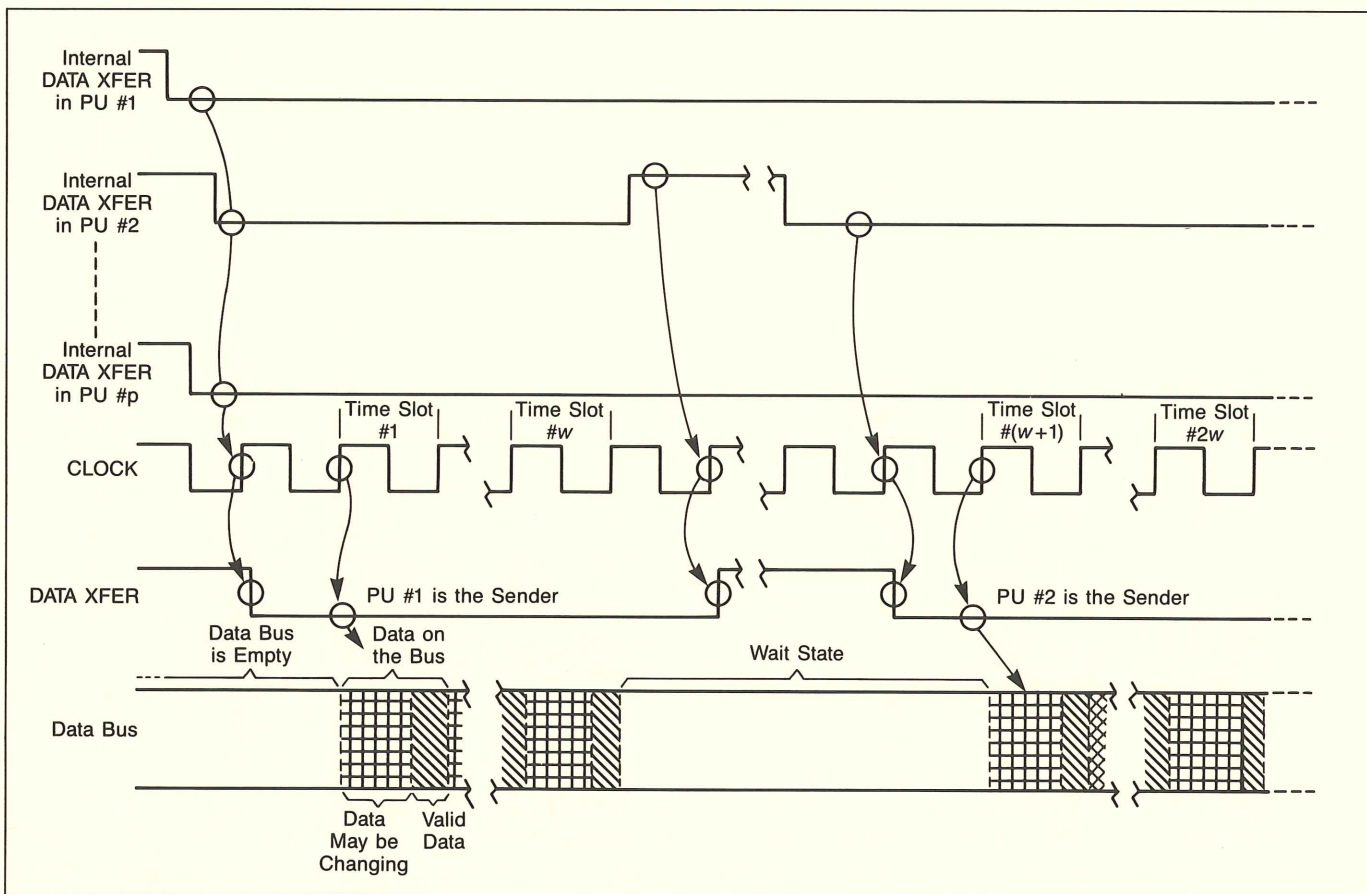 Internal
DATA XFER
in PU #1
Internal
DATA XFER
in PU #2
Internal
DATA XFER
in PU #p
Time Slot
#1
Time Slot
#w
Time Slot
#(w+1)
Time Slot
#2w
CLOCK
DATA XFER
PU #1 is the Sender
PU #2 is the Sender
Data Bus
is Empty
Data on
the Bus
Wait State
Data Bus
Data
May be
Changing
Valid
Data